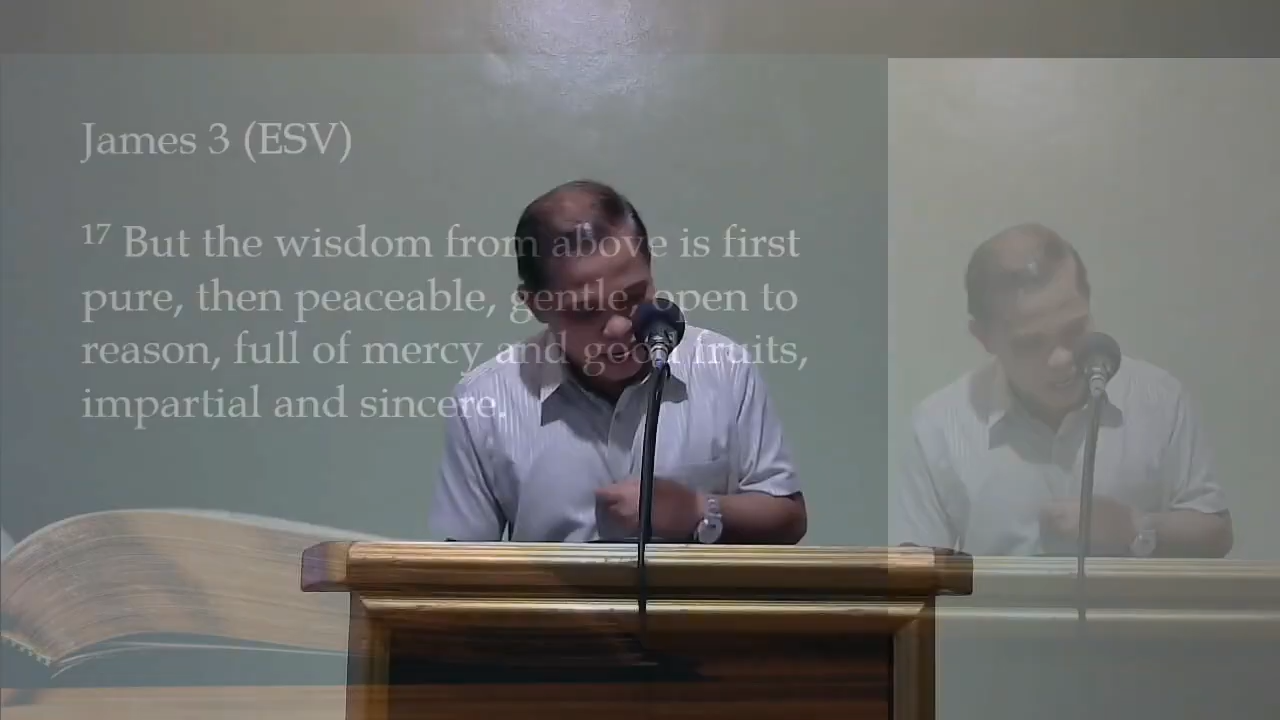 James 3 (ESV)
17 But the wisdom from above is first
pure, then peaceable, gentle, open to
reason, full of mercy and good fruits,
impartial and sincere.